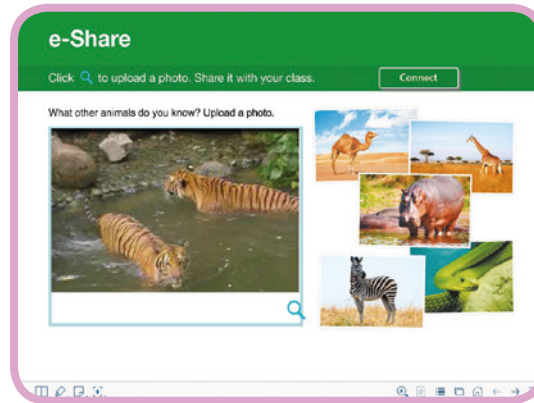 e-Share
Click to upload a photo. Share it with your class.
Connect
What other animals do you know? Upload a photo.